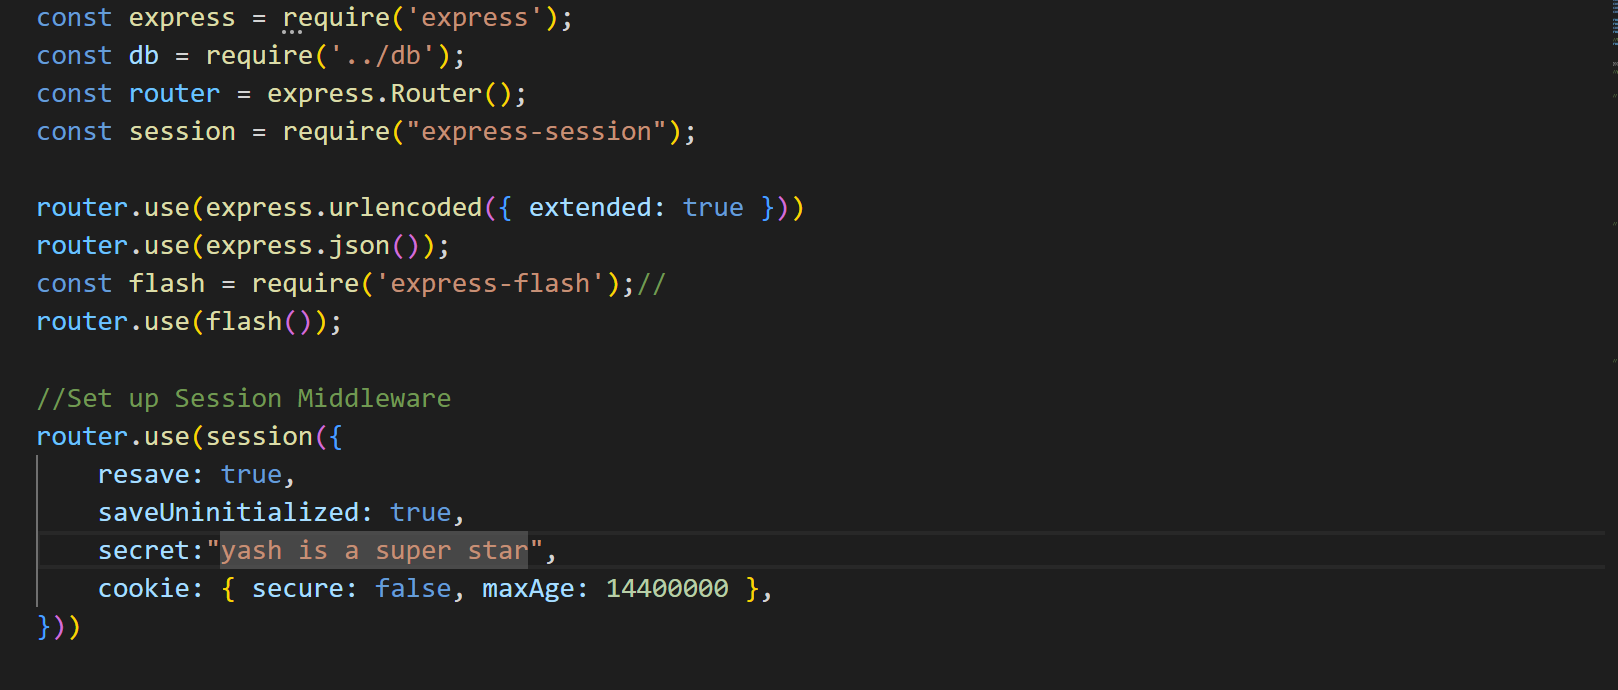 const express = require('express');
const db = require('../db');
const router = express.Router();
const session = require("express-session");
router.use(express.urlencoded({ extended: true }))
router.use(express.json());
const flash = require('express-flash');//
router.use(flash());
//Set up Session Middleware
router.use(session({
    resave: true,
    saveUninitialized: true,
    secret:"yash is a super star",
    cookie: { secure: false, maxAge: 14400000 },
}))